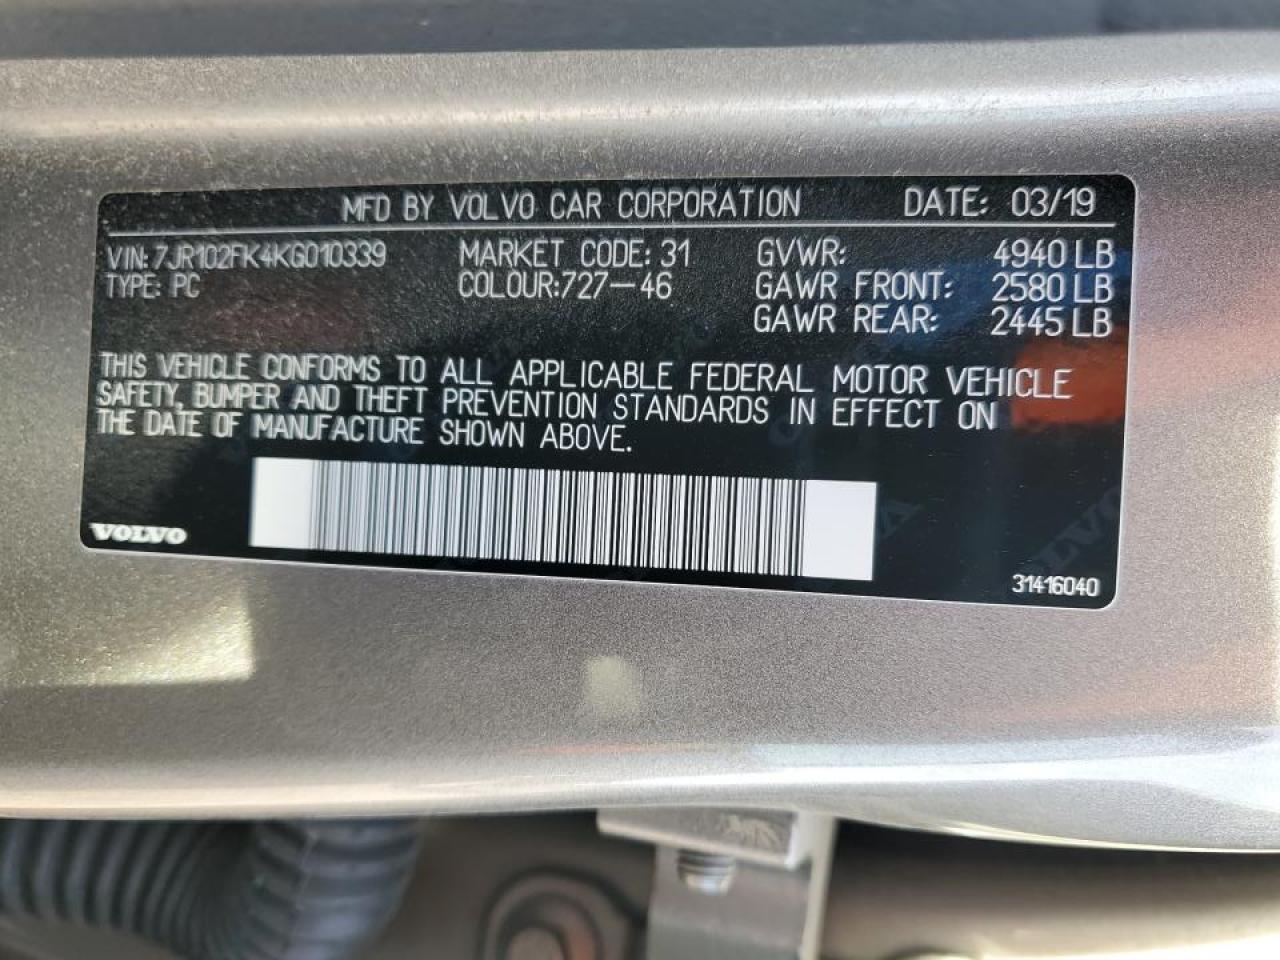 MFD BY VOLVO CAR CORPORATION DATE: 03/19
VIN: 7JR102FK4KG010339 MARKET CODE: 31 GVWR: 4940 LB
TYPE: PC COLOUR:727-46 GAWR FRONT: 2580 LB
GAWR REAR: 2445 LB
THIS VEHICLE CONFORMS TO ALL APPLICABLE FEDERAL MOTOR VEHICLE
SAFETY, BUMPER AND THEFT PREVENTION STANDARDS IN EFFECT ON
THE DATE OF MANUFACTURE SHOWN ABOVE.
VOLVO
31416040